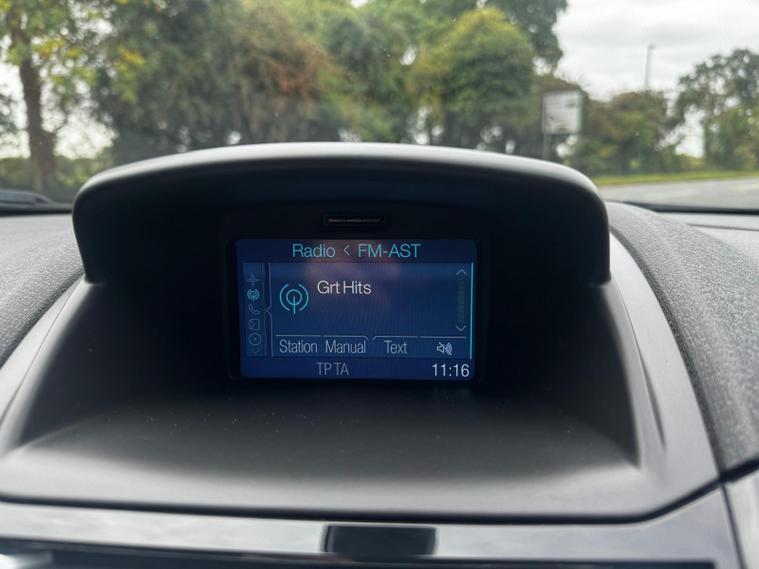 Radio < FM-AST
Grt Hits
Station Manual Text
TP TA 11:16